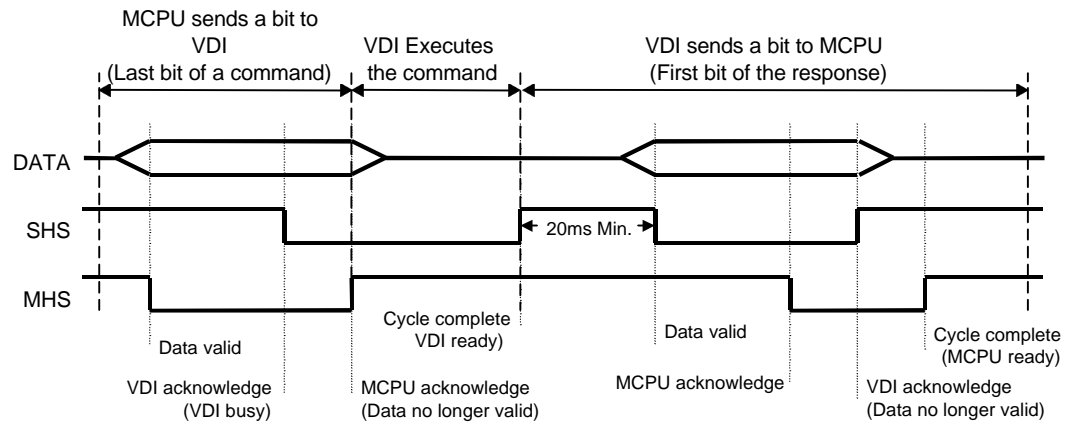 MCPU sends a bit to
VDI
(Last bit of a command)
VDI Executes
the command
VDI sends a bit to MCPU
(First bit of the response)
DATA
SHS
20ms Min.
MHS
Data valid
Cycle complete
VDI ready)
Data valid
Cycle complete
(MCPU ready)
VDI acknowledge
(VDI busy)
MCPU acknowledge
(Data no longer valid)
MCPU acknowledge
VDI acknowledge
(Data no longer valid)